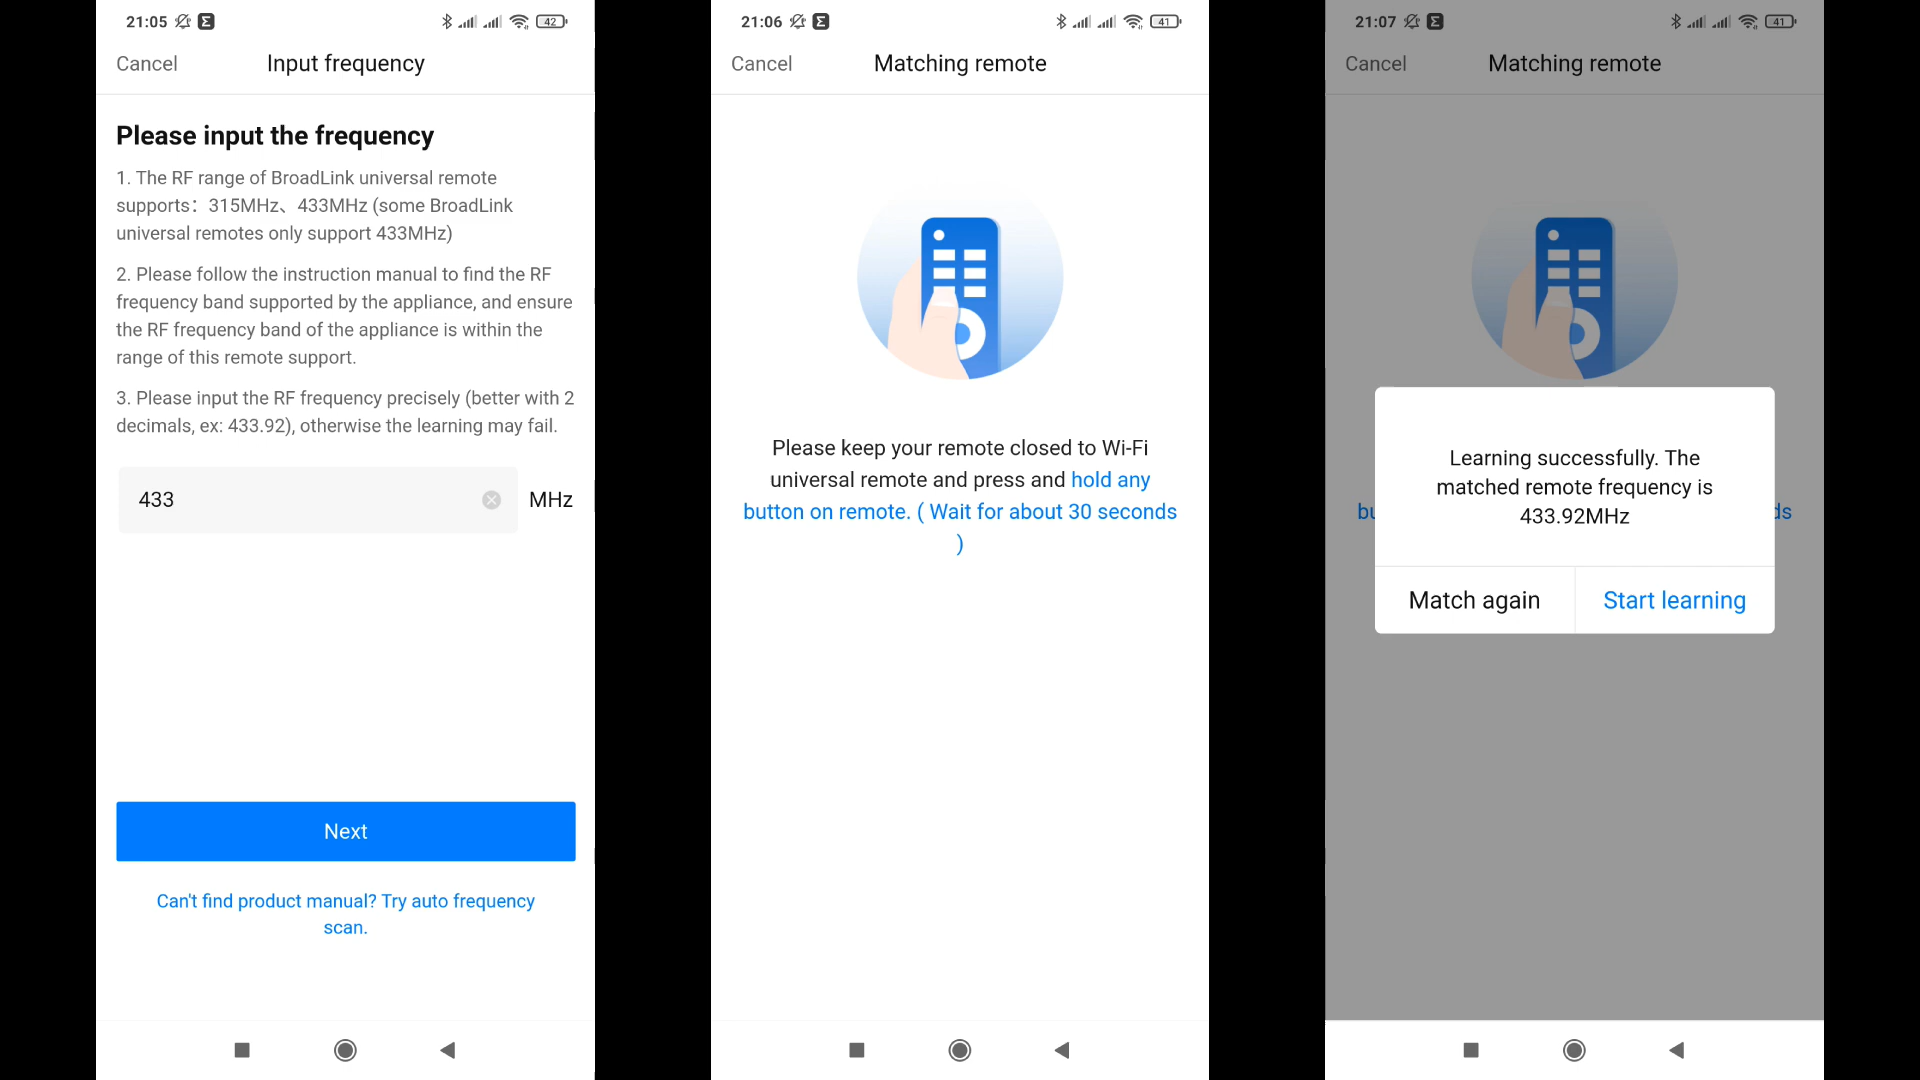 21:05
42
Cancel
Input frequency
Please input the frequency
1. The RF range of BroadLink universal remote
supports：315MHz、433MHz (some BroadLink
universal remotes only support 433MHz)
2. Please follow the instruction manual to find the RF
frequency band supported by the appliance, and ensure
the RF frequency band of the appliance is within the
range of this remote support.
3. Please input the RF frequency precisely (better with 2
decimals, ex: 433.92), otherwise the learning may fail.
433
MHz
Next
Can't find product manual? Try auto frequency
scan.
21:06
41
Cancel
Matching remote
Please keep your remote closed to Wi-Fi
universal remote and press and hold any
button on remote. ( Wait for about 30 seconds
)
21:07
41
Cancel
Matching remote
bu
ds
Learning successfully. The
matched remote frequency is
433.92MHz
Match again
Start learning